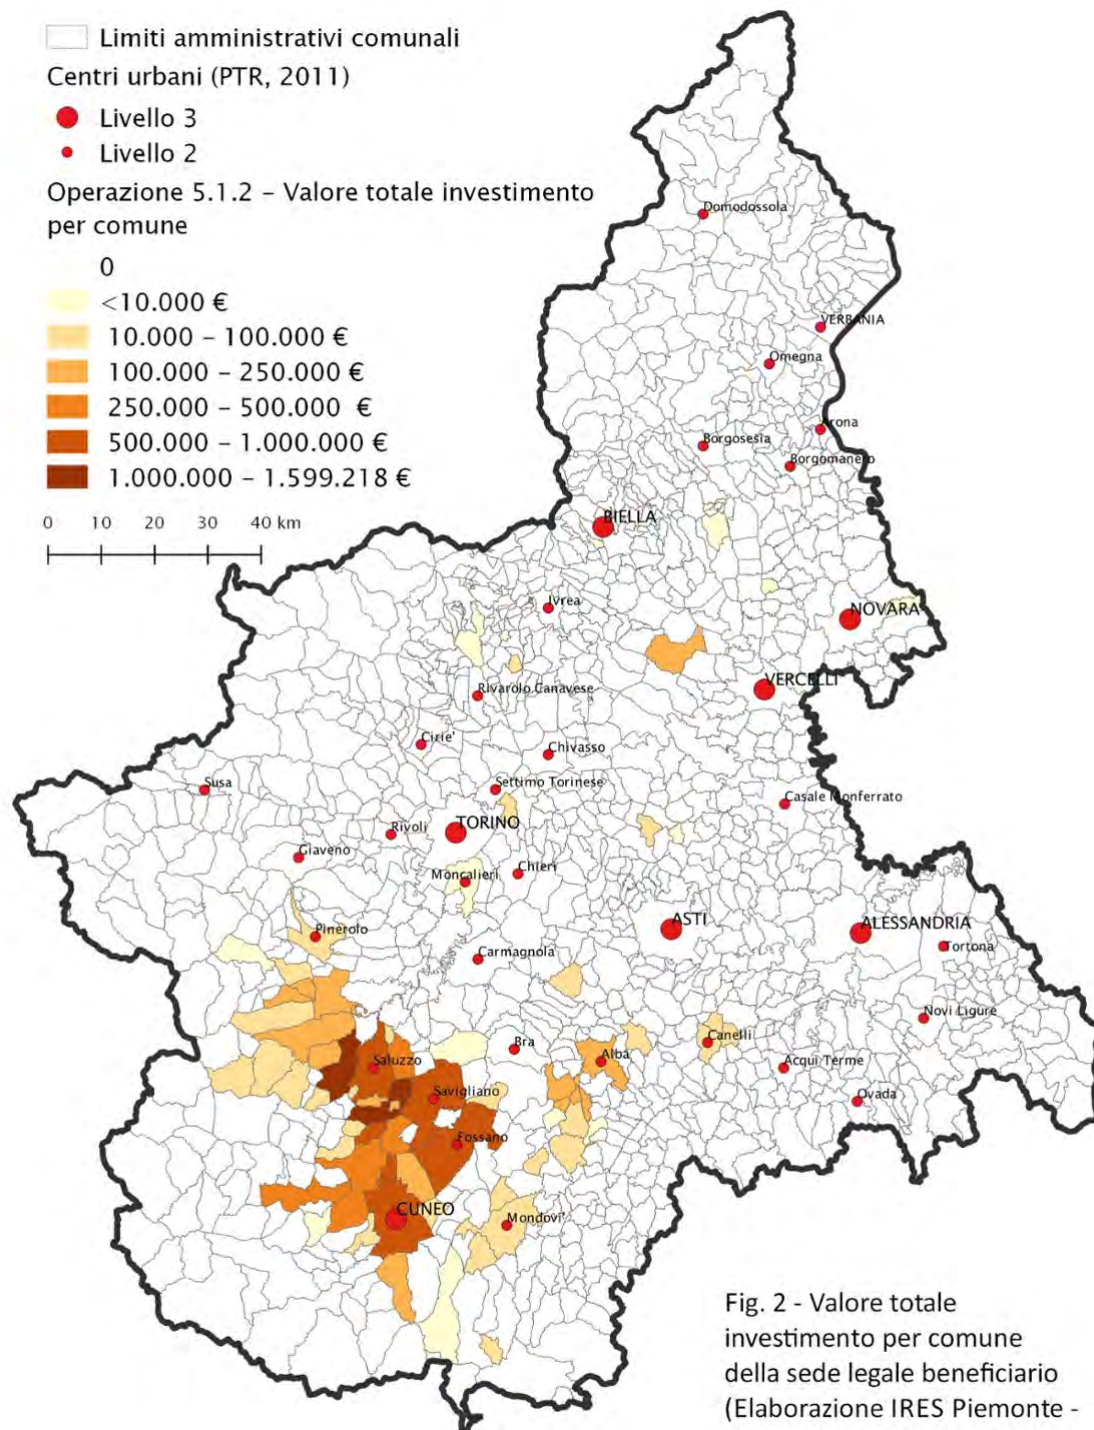 Limiti amministrativi comunali
Centri urbani (PTR, 2011)
Livello 3
Livello 2
Operazione 5.1.2 – Valore totale investimento
per comune
0
<10.000 €
10.000 – 100.000 €
100.000 – 250.000 €
250.000 – 500.000 €
500.000 – 1.000.000 €
1.000.000 – 1.599.218 €
0 10 20 30 40 km
Domodossola
VERBANIA
Omegna
Arona
Borgosesia
Borgomanero
BIELLA
Ivrea
NOVARA
VERCELLI
Rivarolo Canavese
Cirie'
Chivasso
Susa
Settimo Torinese
Casale Monferrato
Rivoli
TORINO
Giaveno
Moncalieri
Chieri
ASTI
ALESSANDRIA
Pinerolo
Tortona
Carmagnola
Novi Ligure
Bra
Canelli
Saluzzo
Alba
Acqui Terme
Savigliano
Ovada
Fossano
CUNEO
Mondovi'
Fig. 2 - Valore totale
investimento per comune
della sede legale beneficiario
(Elaborazione IRES Piemonte -